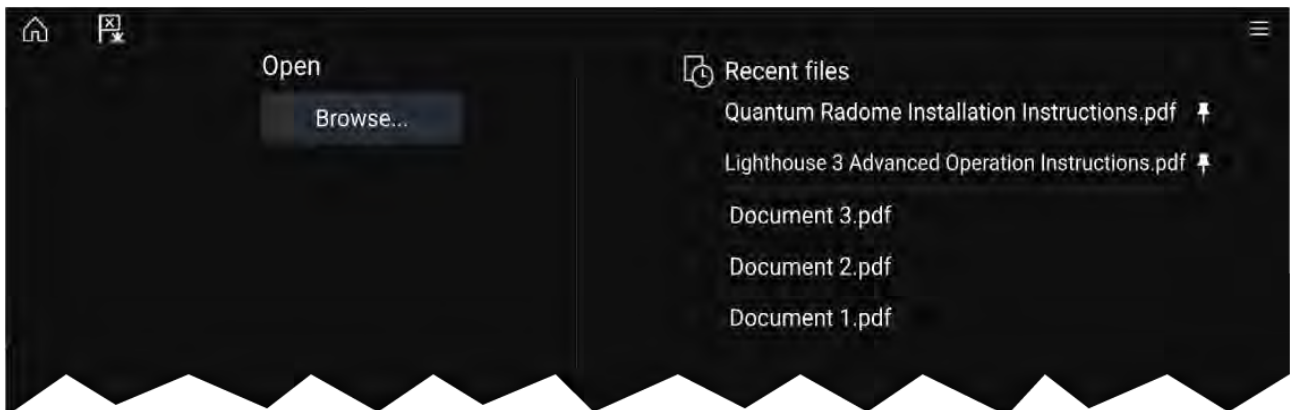 Open
Browse...
Recent files
Quantum Radome Installation Instructions.pdf
Lighthouse 3 Advanced Operation Instructions.pdf
Document 3.pdf
Document 2.pdf
Document 1.pdf